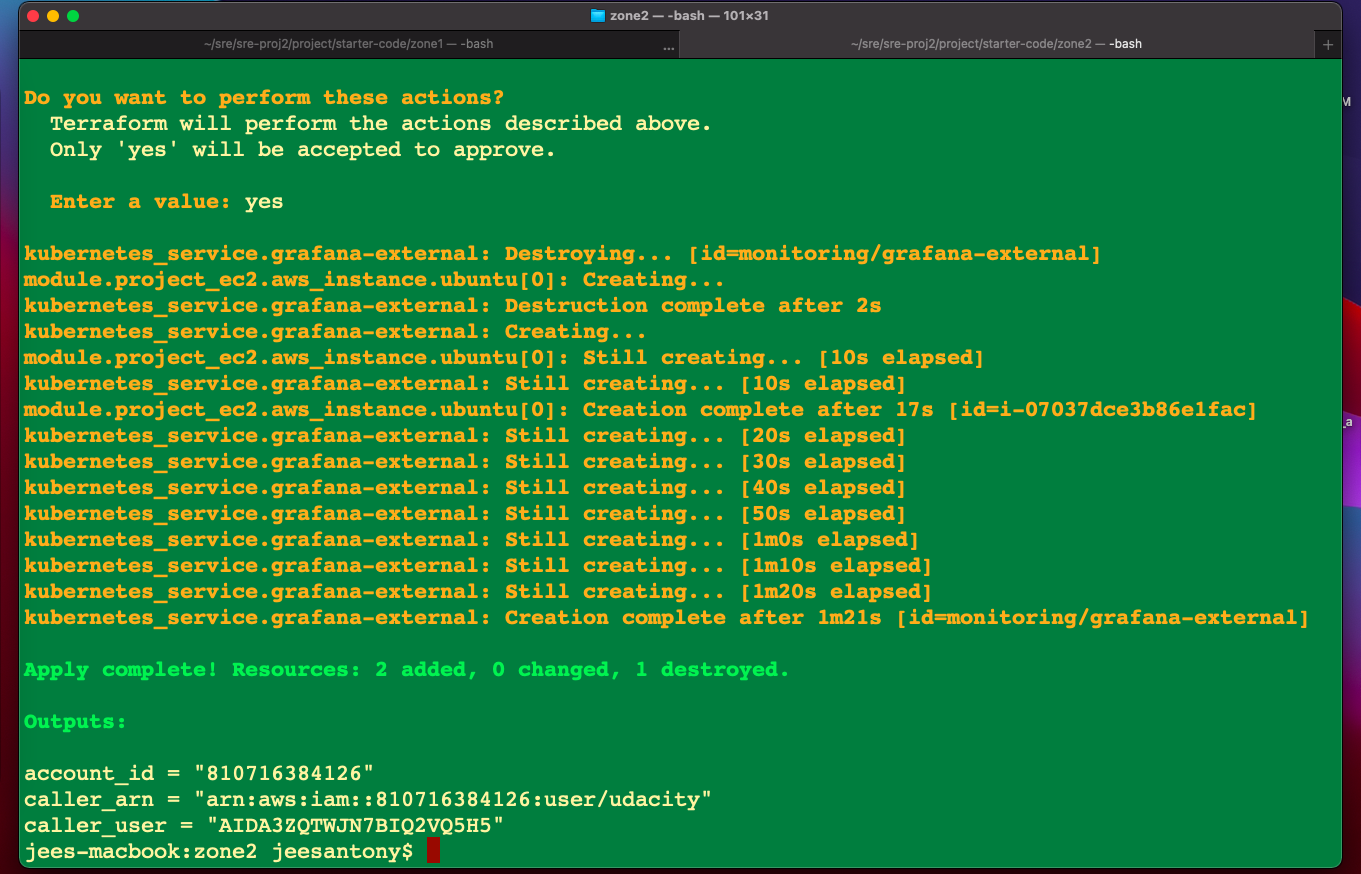 zone2 — -bash — 101×31
~/sre/sre-proj2/project/starter-code/zone1 — -bash ...
~/sre/sre-proj2/project/starter-code/zone2 — -bash +
Do you want to perform these actions?
Terraform will perform the actions described above.
Only 'yes' will be accepted to approve.
Enter a value: yes
kubernetes_service.grafana-external: Destroying... [id=monitoring/grafana-external]
module.project_ec2.aws_instance.ubuntu[0]: Creating...
kubernetes_service.grafana-external: Destruction complete after 2s
kubernetes_service.grafana-external: Creating...
module.project_ec2.aws_instance.ubuntu[0]: Still creating... [10s elapsed]
kubernetes_service.grafana-external: Still creating... [10s elapsed]
module.project_ec2.aws_instance.ubuntu[0]: Creation complete after 17s [id=i-07037dce3b86e1fac]
kubernetes_service.grafana-external: Still creating... [20s elapsed]
kubernetes_service.grafana-external: Still creating... [30s elapsed]
kubernetes_service.grafana-external: Still creating... [40s elapsed]
kubernetes_service.grafana-external: Still creating... [50s elapsed]
kubernetes_service.grafana-external: Still creating... [1m0s elapsed]
kubernetes_service.grafana-external: Still creating... [1m10s elapsed]
kubernetes_service.grafana-external: Still creating... [1m20s elapsed]
kubernetes_service.grafana-external: Creation complete after 1m21s [id=monitoring/grafana-external]
Apply complete! Resources: 2 added, 0 changed, 1 destroyed.
Outputs:
account_id = "810716384126"
caller_arn = "arn:aws:iam::810716384126:user/udacity"
caller_user = "AIDA3ZQTWJN7BIQ2VQ5H5"
jees-macbook:zone2 jeesantony$
M
_a